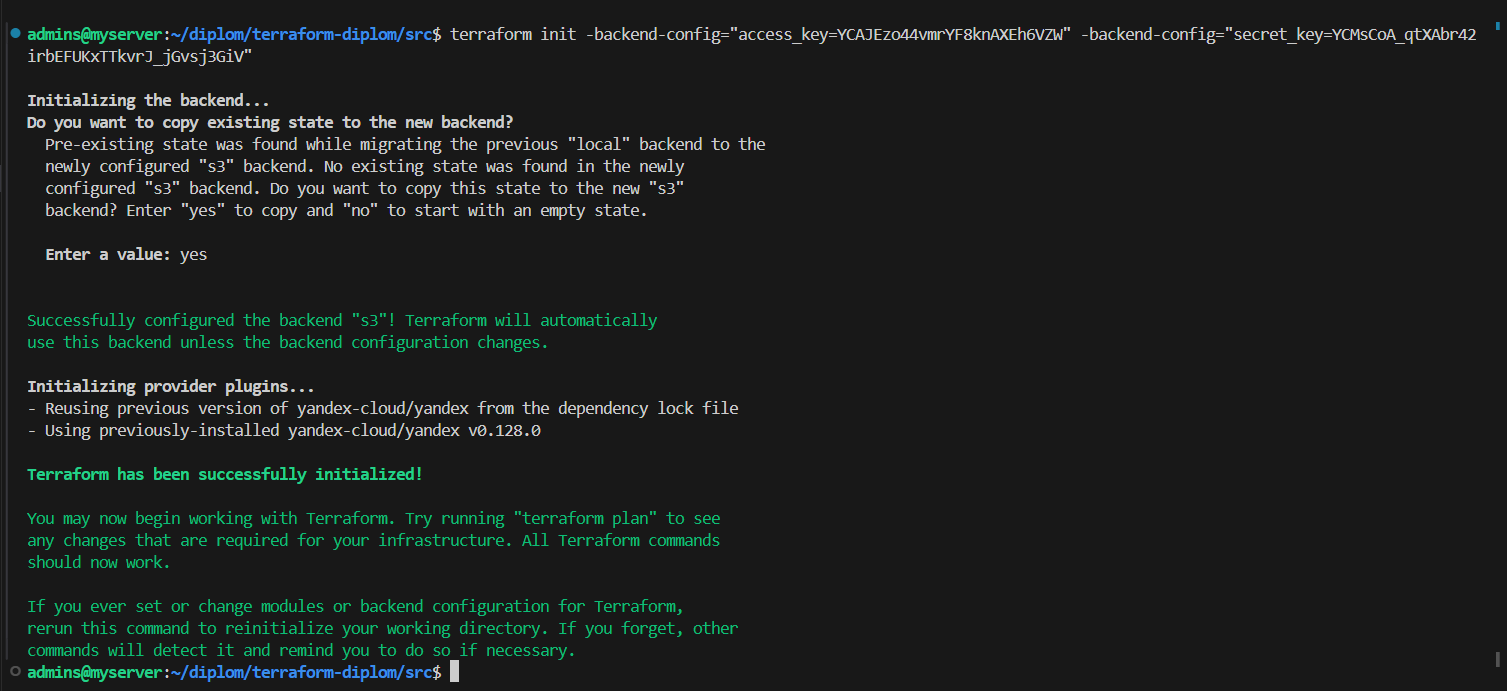 admins@myserver:~/diplom/terraform-diplom/src$ terraform init -backend-config="access_key=YCAJEzo44vmrYF8knAXEh6VZW" -backend-config="secret_key=YCMsCoA_qtXAbr42
irbEFUKxTTkvrJ_jGvsj3GiV"
Initializing the backend...
Do you want to copy existing state to the new backend?
Pre-existing state was found while migrating the previous "local" backend to the
newly configured "s3" backend. No existing state was found in the newly
configured "s3" backend. Do you want to copy this state to the new "s3"
backend? Enter "yes" to copy and "no" to start with an empty state.
Enter a value: yes
Successfully configured the backend "s3"! Terraform will automatically
use this backend unless the backend configuration changes.
Initializing provider plugins...
- Reusing previous version of yandex-cloud/yandex from the dependency lock file
- Using previously-installed yandex-cloud/yandex v0.128.0
Terraform has been successfully initialized!
You may now begin working with Terraform. Try running "terraform plan" to see
any changes that are required for your infrastructure. All Terraform commands
should now work.
If you ever set or change modules or backend configuration for Terraform,
rerun this command to reinitialize your working directory. If you forget, other
commands will detect it and remind you to do so if necessary.
admins@myserver:~/diplom/terraform-diplom/src$